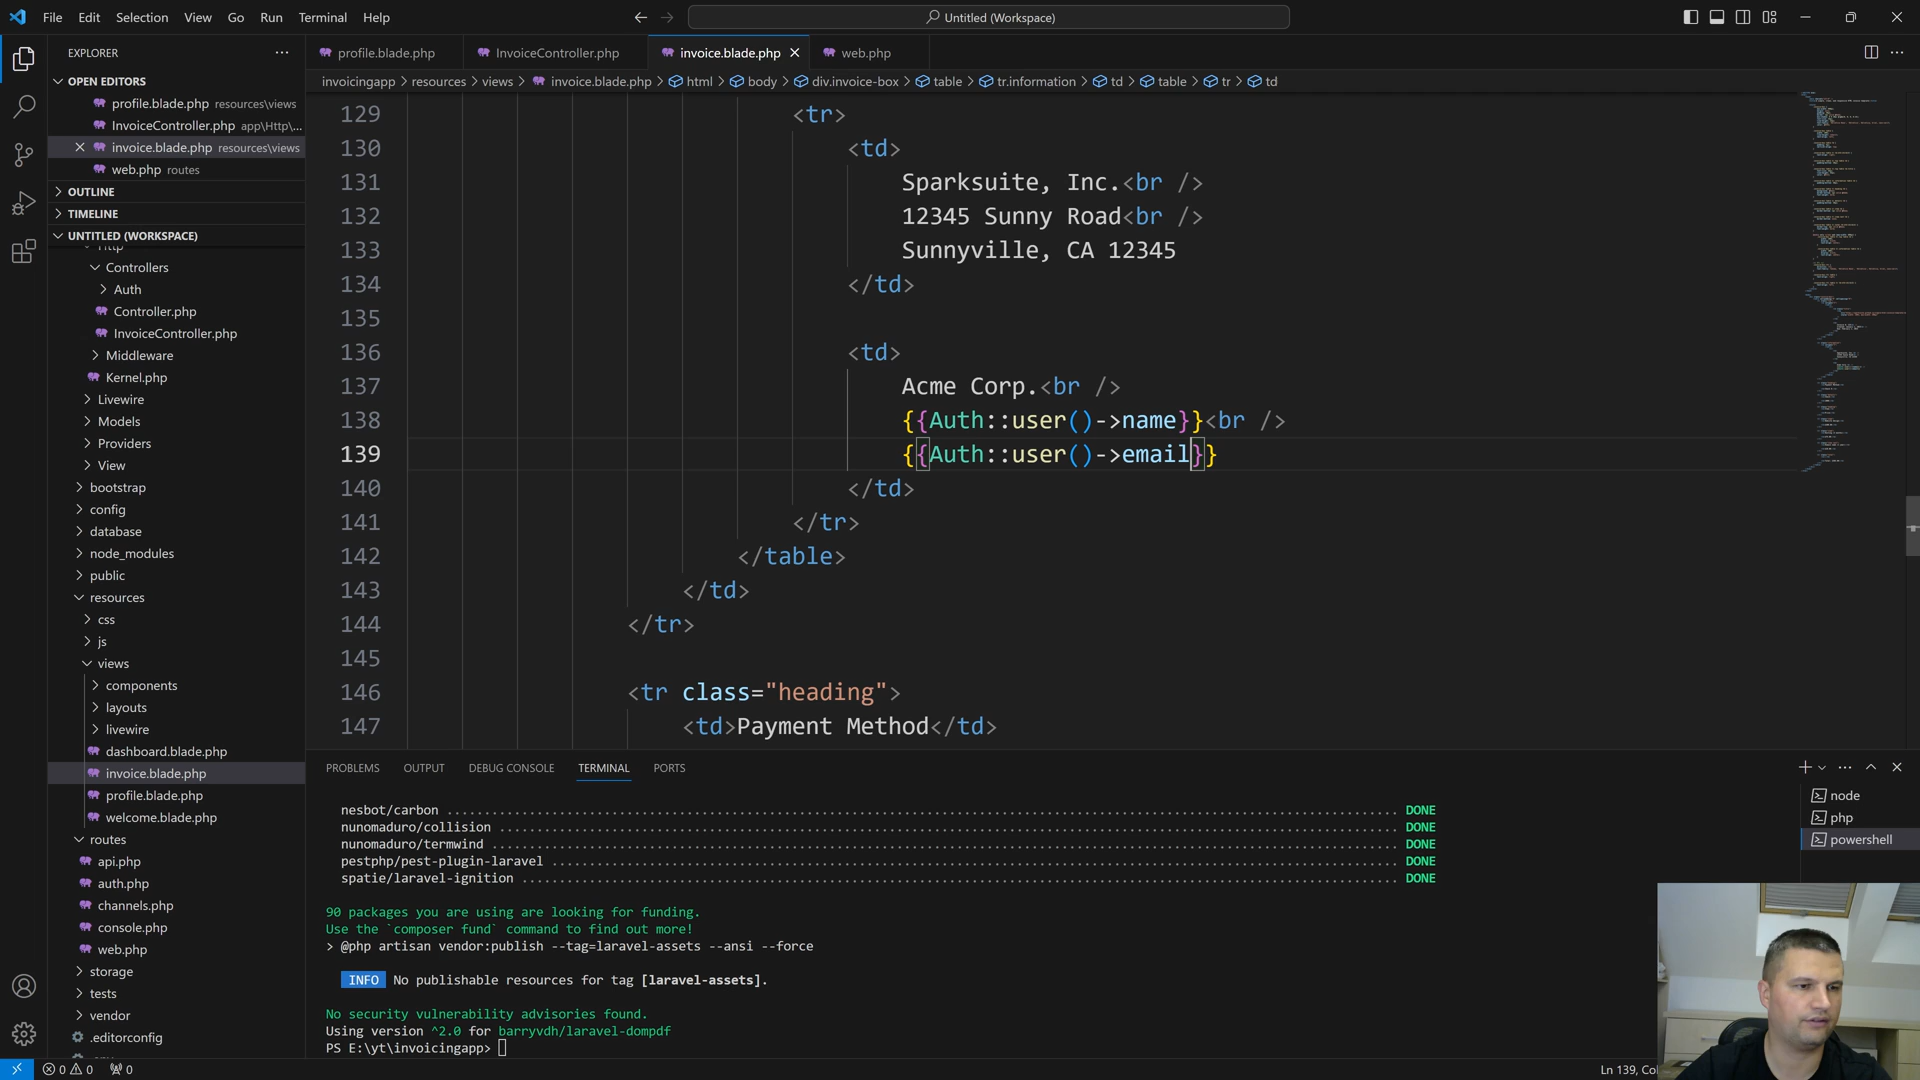 File Edit Selection View Go Run Terminal Help
Untitled (Workspace)
EXPLORER
profile.blade.php InvoiceController.php invoice.blade.php web.php
OPEN EDITORS
invoicingapp > resources > views > invoice.blade.php > html > body > div.invoice-box > table > tr.information > td > table > tr > td
profile.blade.php resources\views
InvoiceController.php app\Http\...
invoice.blade.php resources\views
web.php routes
OUTLINE
TIMELINE
UNTITLED (WORKSPACE)
Http
Controllers
Auth
Controller.php
InvoiceController.php
Middleware
Kernel.php
Livewire
Models
Providers
View
bootstrap
config
database
node_modules
public
resources
css
js
views
components
layouts
livewire
dashboard.blade.php
invoice.blade.php
profile.blade.php
welcome.blade.php
routes
api.php
auth.php
channels.php
console.php
web.php
storage
tests
vendor
.editorconfig
129 <tr>
130 <td>
131 Sparksuite, Inc.<br />
132 12345 Sunny Road<br />
133 Sunnyville, CA 12345
134 </td>
135
136 <td>
137 Acme Corp.<br />
138 {{Auth::user()->name}}<br />
139 {{Auth::user()->email}}
140 </td>
141 </tr>
142 </table>
143 </td>
144 </tr>
145
146 <tr class="heading">
147 <td>Payment Method</td>
PROBLEMS OUTPUT DEBUG CONSOLE TERMINAL PORTS
nesbot/carbon ........ DONE
nunomaduro/collision ........ DONE
nunomaduro/termwind ........ DONE
pestphp/pest-plugin-laravel ........ DONE
spatie/laravel-ignition ........ DONE
90 packages you are using are looking for funding.
Use the `composer fund` command to find out more!
> @php artisan vendor:publish --tag=laravel-assets --ansi --force
INFO No publishable resources for tag [laravel-assets].
No security vulnerability advisories found.
Using version ^2.0 for barryvdh/laravel-dompdf
PS E:\yt\invoicingapp>
node
php
powershell
0 0 0
Ln 139, Co